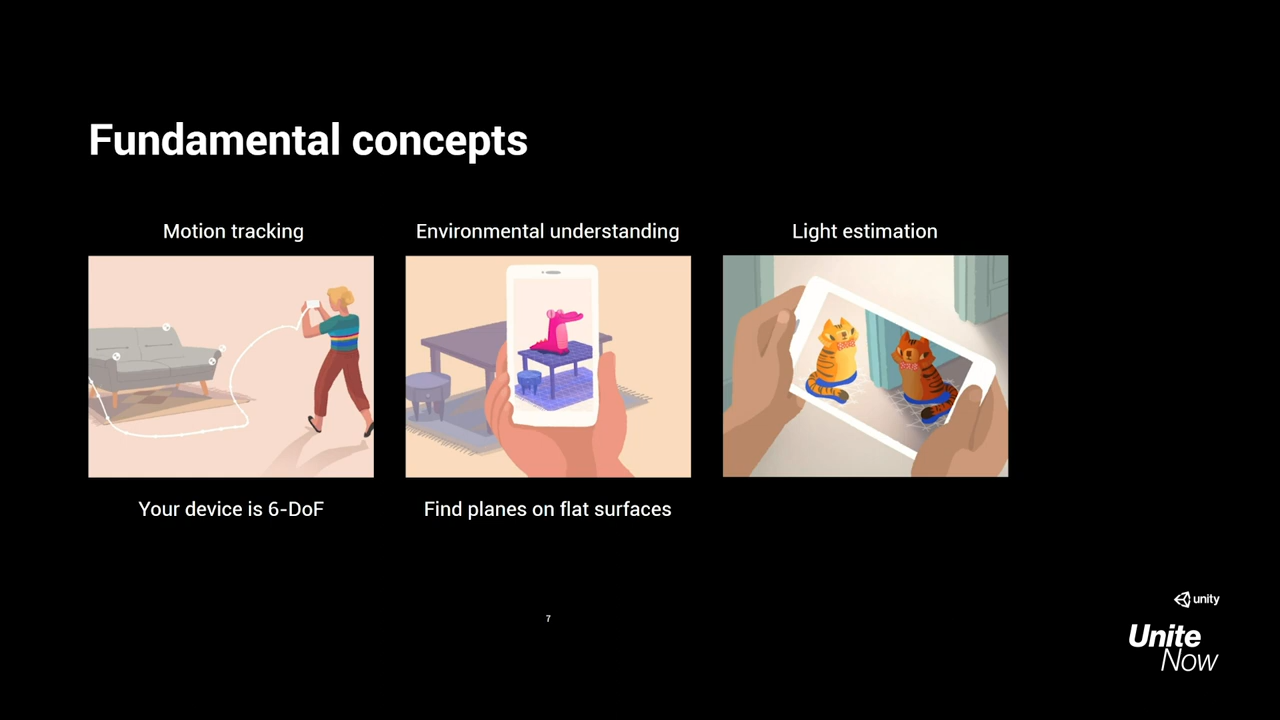 Fundamental concepts
Motion tracking
Environmental understanding
Light estimation
Your device is 6-DoF
Find planes on flat surfaces
7
unity
Unite
Now